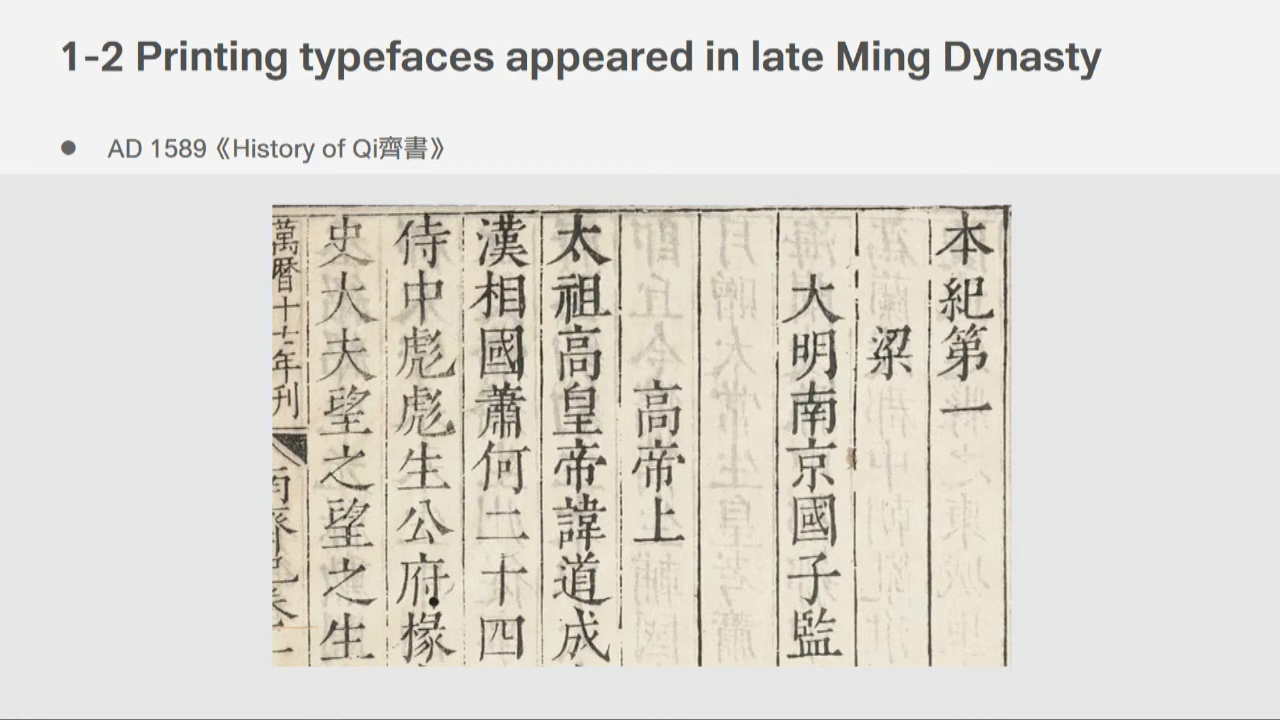 1-2 Printing typefaces appeared in late Ming Dynasty
AD 1589《History of Qi齊書》
本紀第一
梁
大明南京國子監
高帝上
太祖高皇帝諱道成
漢相國蕭何二十四
侍中彪彪生公府掾
史大夫望之望之生
萬曆十七年刊